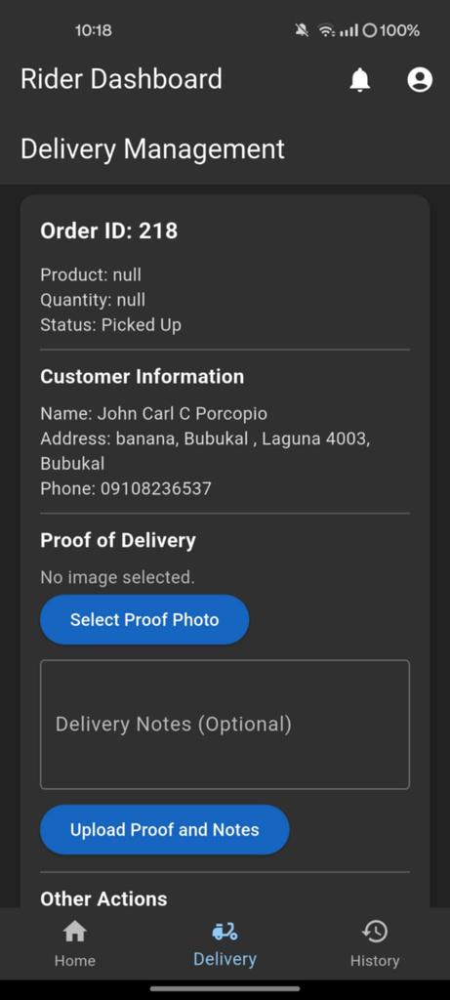 10:18
100%
Rider Dashboard
Delivery Management
Order ID: 218
Product: null
Quantity: null
Status: Picked Up
Customer Information
Name: John Carl C Porcopio
Address: banana, Bubukal , Laguna 4003,
Bubukal
Phone: 09108236537
Proof of Delivery
No image selected.
Select Proof Photo
Delivery Notes (Optional)
Upload Proof and Notes
Other Actions
Home
Delivery
History